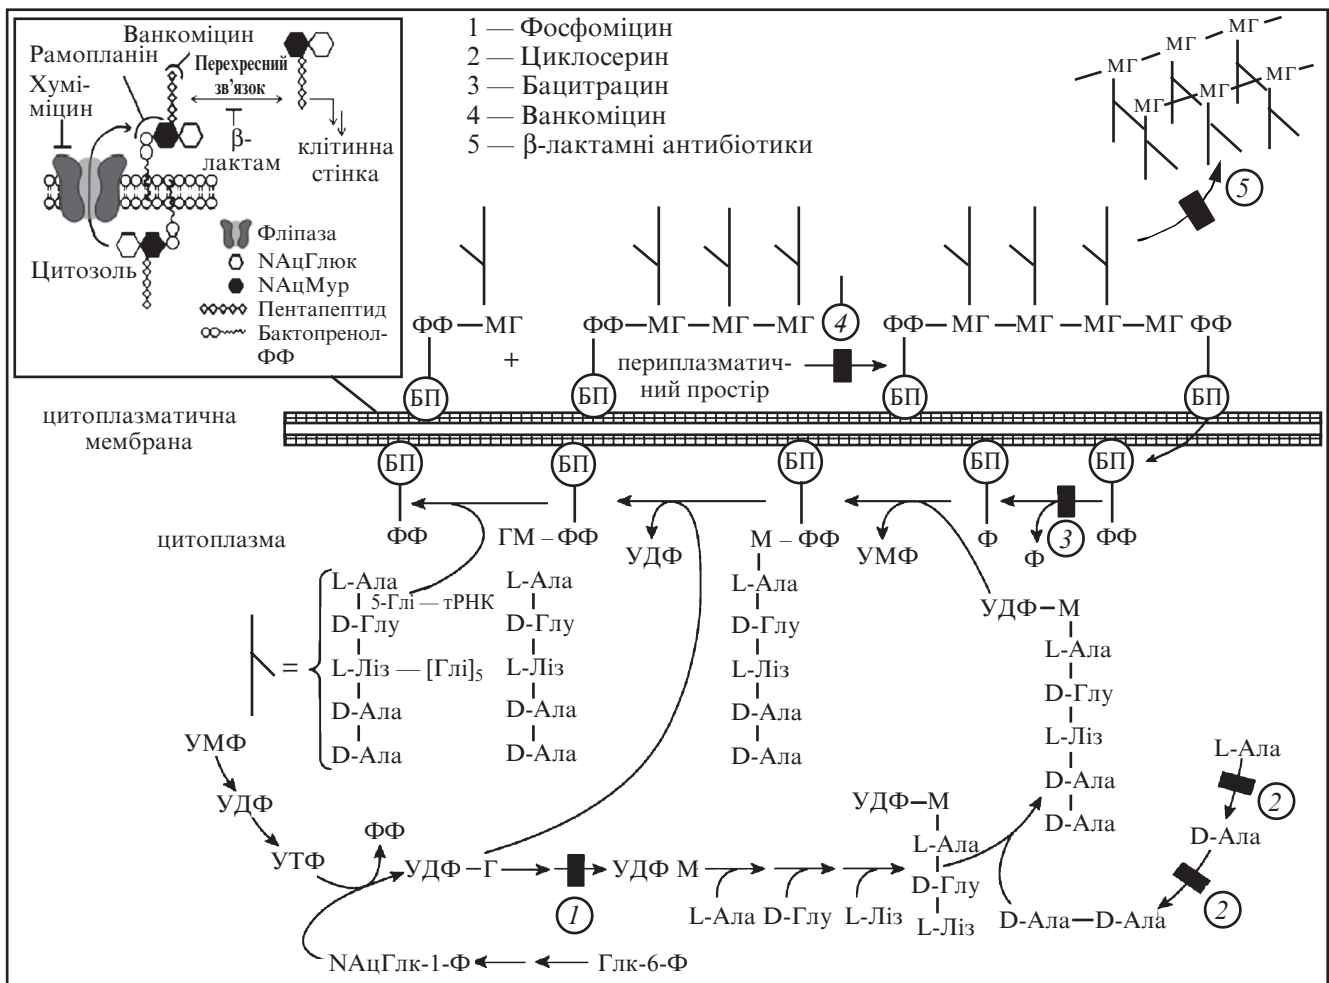 Ванкоміцин
Рамопланін
Хумі-
міцин
Перехресний
зв'язок
β-
лактам
клітинна
стінка
Цитозоль
Фліпаза
NАцГлюк
NАцМур
Пентапептид
Бактопренол-
ФФ
1 — Фосфоміцин
2 — Циклосерин
3 — Бацитрацин
4 — Ванкоміцин
5 — β-лактамні антибіотики
МГ
МГ
МГ
МГ
МГ
МГ
5
ФФ—МГ
+
ФФ—МГ—МГ—МГ
4
ФФ—МГ—МГ—МГ—МГ ФФ
периплазматич-
ний простір
БП
БП
БП
БП
цитоплазматична
мембрана
БП
БП
БП
БП
БП
цитоплазма
ФФ
ГМ – ФФ
УДФ
М – ФФ
УМФ
Ф
Ф
3
ФФ
L-Ала
5-Глі — тРНК
D-Глу
L-Ліз — [Глі]5
D-Ала
D-Ала
=
L-Ала
D-Глу
L-Ліз
D-Ала
D-Ала
L-Ала
D-Глу
L-Ліз
D-Ала
D-Ала
УДФ—М
L-Ала
D-Глу
L-Ліз
D-Ала
D-Ала
L-Ала
2
D-Ала
2
D-Ала—D-Ала
УМФ
УДФ
УТФ
ФФ
УДФ –Г
1
УДФ М
L-Ала D-Глу L-Ліз
УДФ—М
L-Ала
D-Глу
L-Ліз
NАцГлк-1-Ф
Глк-6-Ф